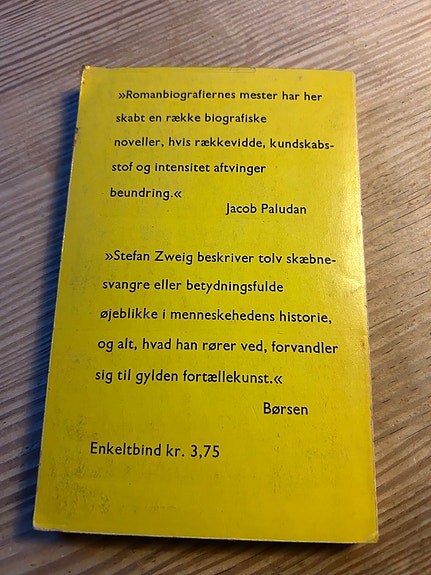 »Romanbiografiernes mester har her
skabt en række biografiske
noveller, hvis rækkevidde, kundskabs-
stof og intensitet aftvinger
beundring.«
Jacob Paludan
»Stefan Zweig beskriver tolv skæbne-
svangre eller betydningsfulde
øjeblikke i menneskehedens historie,
og alt, hvad han rører ved, forvandler
sig til gylden fortællekunst.«
Børsen
Enkeltbind kr. 3,75